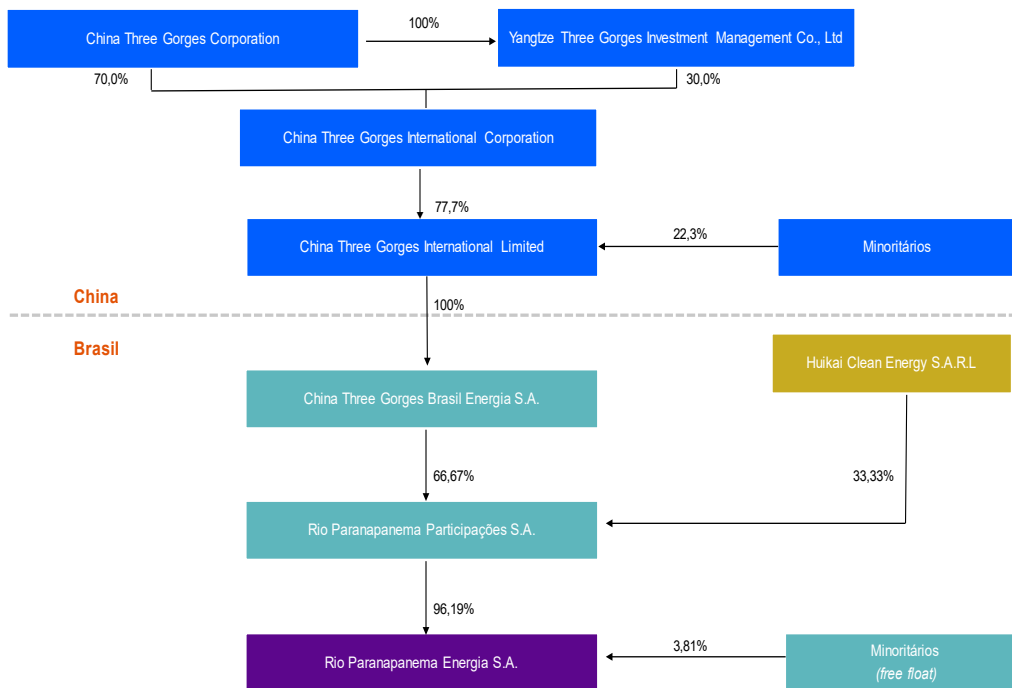 China Three Gorges Corporation
100%
Yangtze Three Gorges Investment Management Co., Ltd
70,0%
30,0%
China Three Gorges International Corporation
77,7%
China Three Gorges International Limited
22,3%
Minoritários
China
100%
Brasil
Huikai Clean Energy S.A.R.L
China Three Gorges Brasil Energia S.A.
66,67%
33,33%
Rio Paranapanema Participações S.A.
96,19%
Rio Paranapanema Energia S.A.
3,81%
Minoritários
(free float)